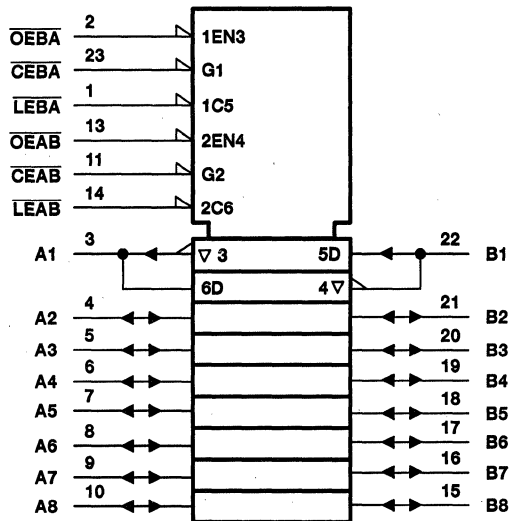 OEBA 2 1EN3
CEBA 23 G1
LEBA 1 1C5
OEAB 13 2EN4
CEAB 11 G2
LEAB 14 2C6
A1 3 ▽ 3 5D 22 B1
6D 4 ▽
A2 4 21 B2
A3 5 20 B3
A4 6 19 B4
A5 7 18 B5
A6 8 17 B6
A7 9 16 B7
A8 10 15 B8